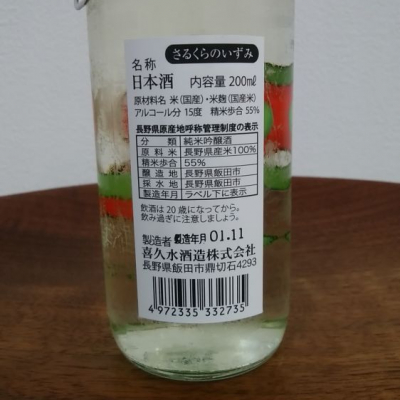 さるくらのいずみ
名称
日本酒 内容量 200ml
原材料名 米(国産)・米麹(国産米)
アルコール分 15度 精米歩合 55%
長野県原産地呼称管理制度の表示
分類 純米吟醸酒
原料米 長野県産米100%
精米歩合 55%
醸造地 長野県飯田市
採水地 長野県飯田市
製造年月 ラベル下に表示
飲酒は20歳になってから。
飲み過ぎに注意しましょう。
製造者 製造年月 01.11
喜久水酒造株式会社
長野県飯田市鼎切石4293
4 972335 332735